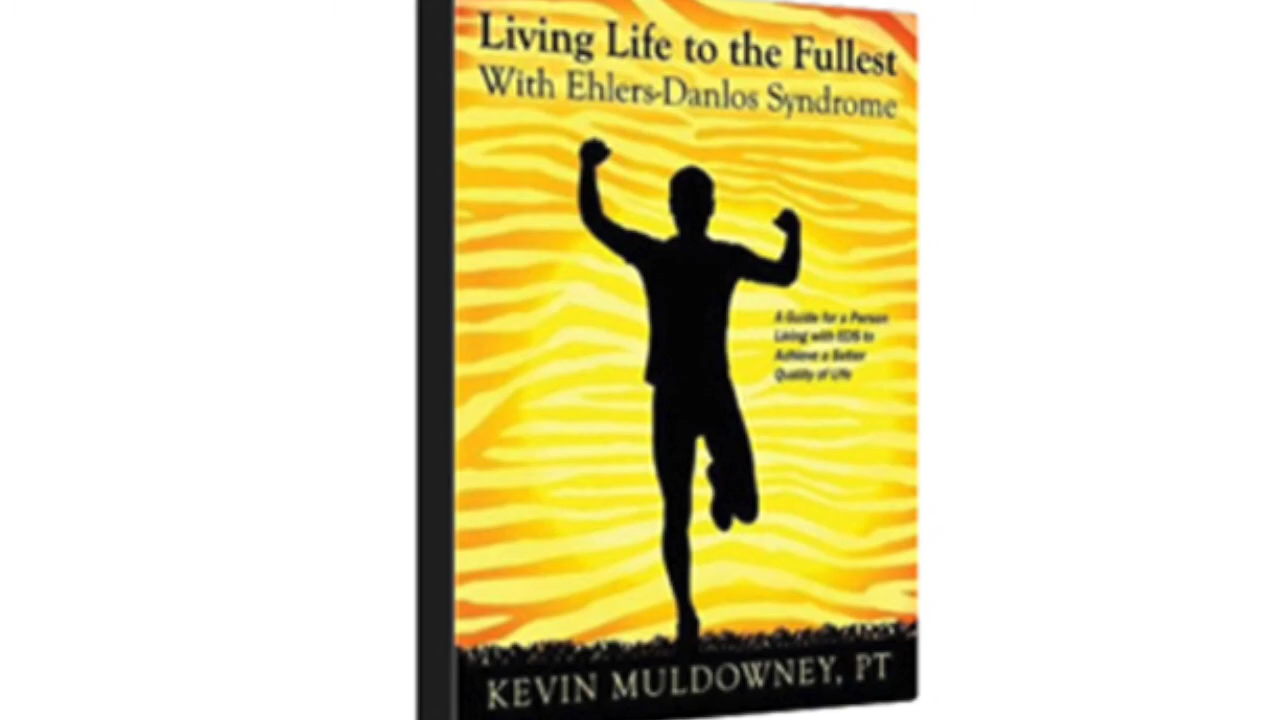 Living Life to the Fullest
With Ehlers-Danlos Syndrome
A Guide for a Person
Living with EDS to
Achieve a Better
Quality of Life
KEVIN MULDOWNEY, PT